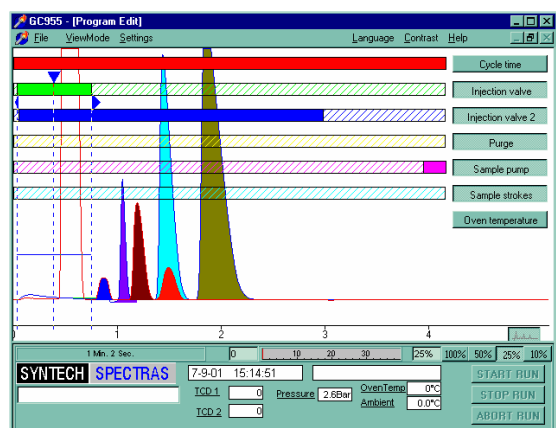 GC955 - [Program Edit]
File ViewMode Settings Language Contrast Help
Cycle time
Injection valve
Injection valve 2
Purge
Sample pump
Sample strokes
Oven temperature
0 1 2 3 4
1 Min. 2 Sec. 0 10 20 30 25% 100% 50% 25% 10%
SYNTECH SPECTRAS 7-9-01 15:14:51 START RUN
TCD 1 0 Pressure 2.6Bar OvenTemp 0°C STOP RUN
TCD 2 0 Ambient 0.0°C ABORT RUN